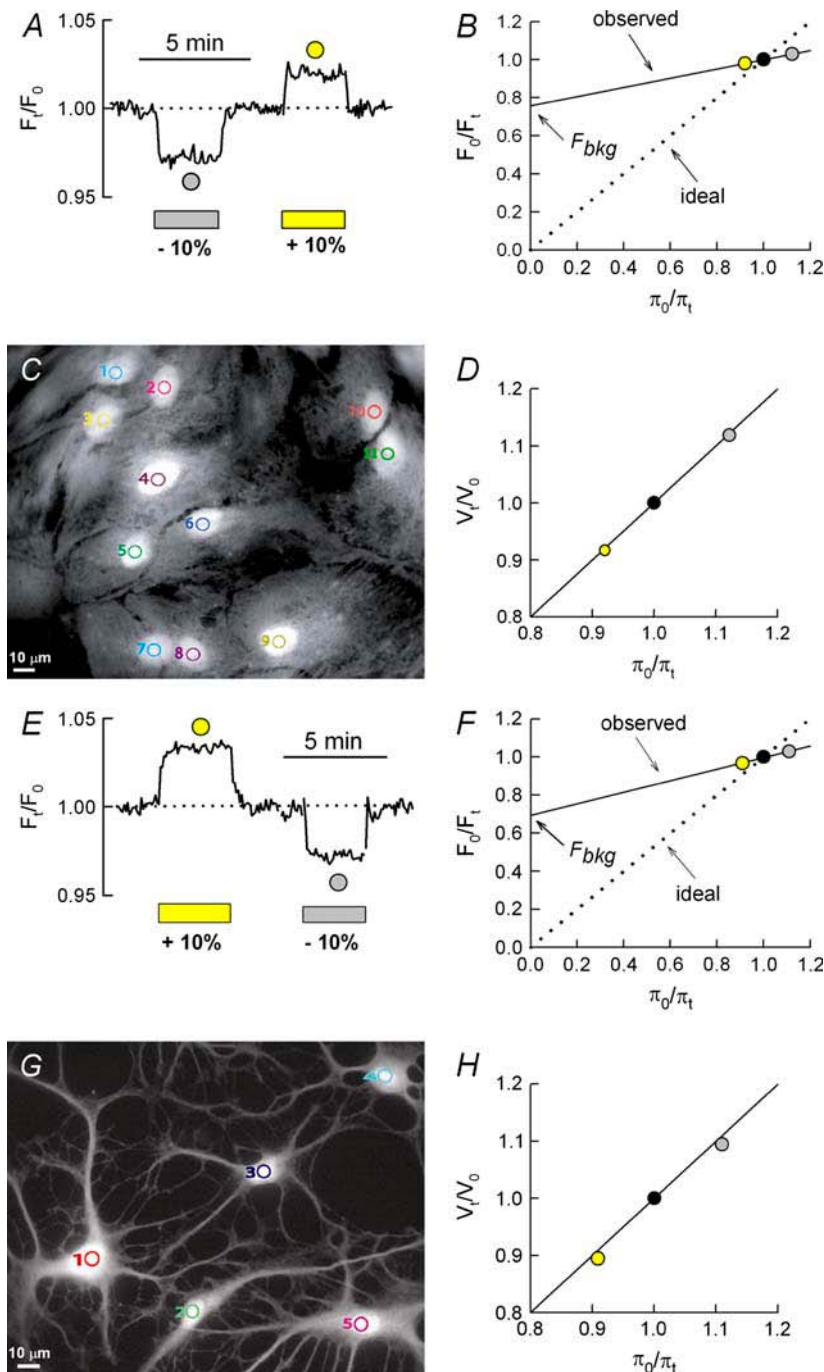 A
1.05
1.00
0.95
Ft/F0
5 min
- 10%
+ 10%
B
1.2
1.0
0.8
0.6
0.4
0.2
0.0
F0/Ft
observed
Fbkg
ideal
0.0 0.2 0.4 0.6 0.8 1.0 1.2
π0/πt
C
1
2
3
4
5
6
7
8
9
10
11
10 μm
D
1.2
1.1
1.0
0.9
0.8
Vt/V0
0.8 0.9 1.0 1.1 1.2
π0/πt
E
1.05
1.00
0.95
Ft/F0
5 min
+ 10%
- 10%
F
1.2
1.0
0.8
0.6
0.4
0.2
0.0
F0/Ft
observed
Fbkg
ideal
0.0 0.2 0.4 0.6 0.8 1.0 1.2
π0/πt
G
4
3
1
2
5
10 μm
H
1.2
1.1
1.0
0.9
0.8
Vt/V0
0.8 0.9 1.0 1.1 1.2
π0/πt